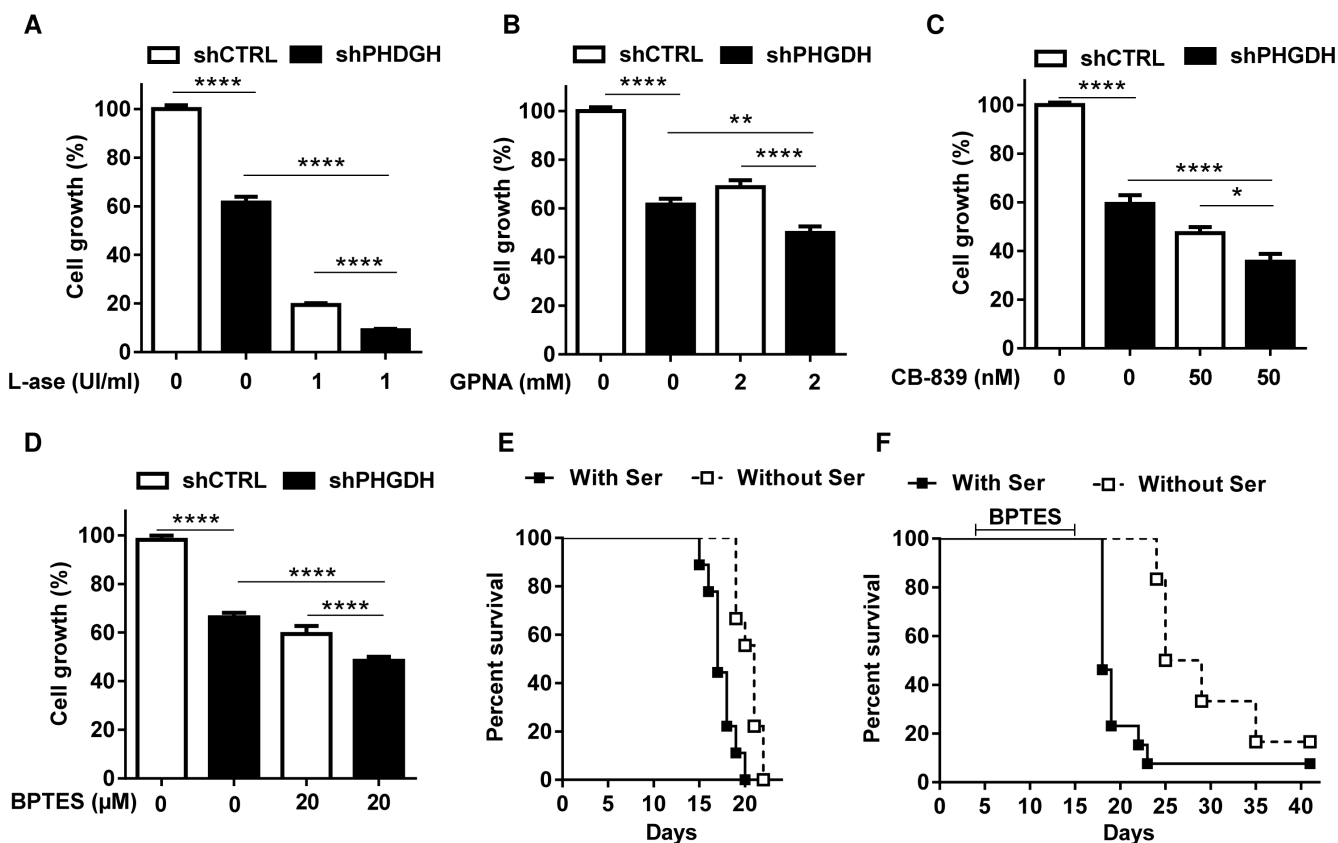 A
shCTRL shPHDGH
Cell growth (%)
100
80
60
40
20
0
****
****
****
L-ase (UI/ml) 0 0 1 1
B
shCTRL shPHGDH
Cell growth (%)
100
80
60
40
20
0
****
**
****
GPNA (mM) 0 0 2 2
C
shCTRL shPHGDH
Cell growth (%)
100
80
60
40
20
0
****
****
*
CB-839 (nM) 0 0 50 50
D
shCTRL shPHGDH
Cell growth (%)
100
80
60
40
20
0
****
****
****
BPTES (µM) 0 0 20 20
E
With Ser Without Ser
Percent survival
100
80
60
40
20
0
0 5 10 15 20
Days
F
With Ser Without Ser
BPTES
Percent survival
100
80
60
40
20
0
0 5 10 15 20 25 30 35 40
Days